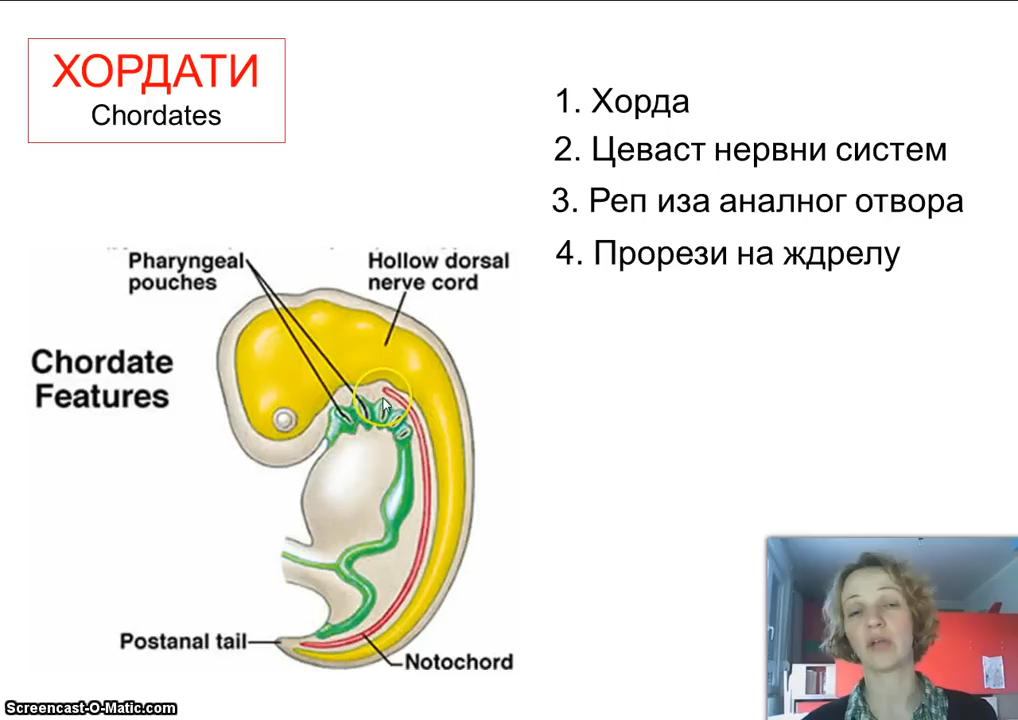 ХОРДАТИ
Chordates
1. Хорда
2. Цеваст нервни систем
3. Реп иза аналног отвора
4. Прорези на ждрелу
Pharyngeal
pouches
Hollow dorsal
nerve cord
Chordate
Features
Postanal tail
Notochord
Screencast-O-Matic.com